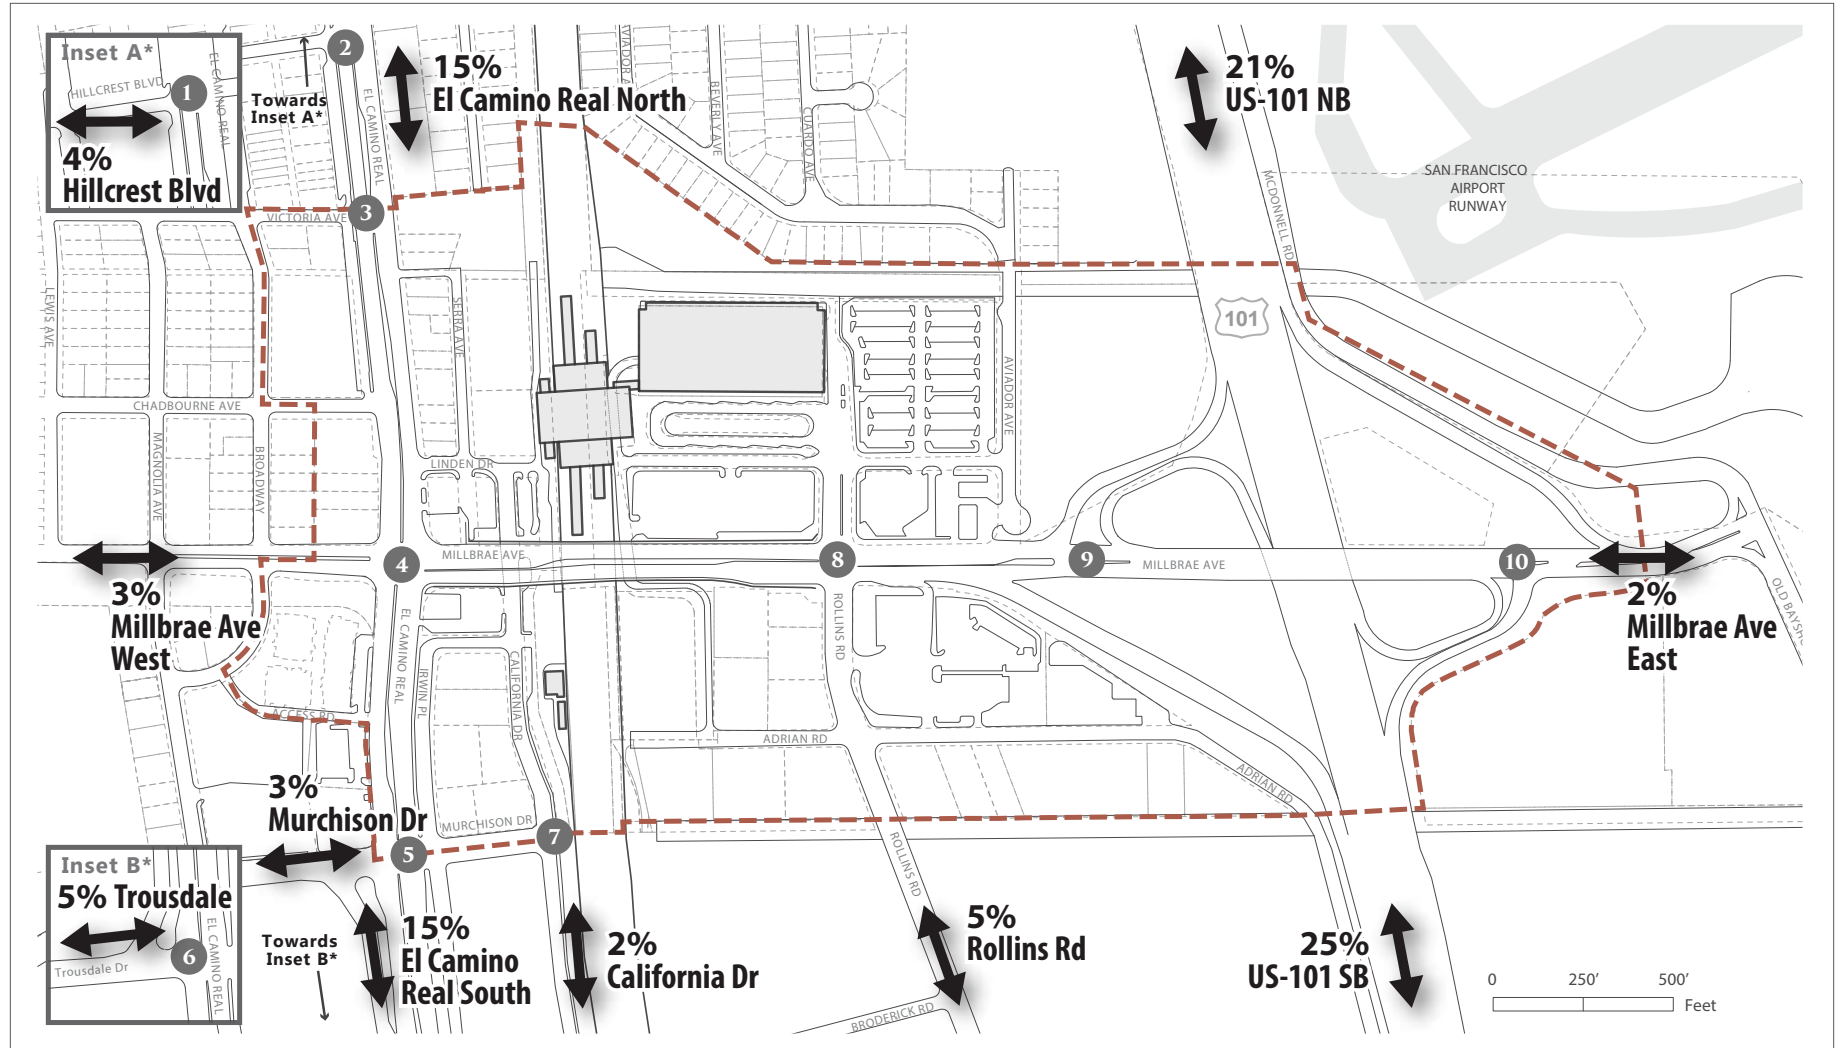 Inset A*
HILLCREST BLVD
1
EL CAMINO REAL
4%
Hillcrest Blvd
2
Towards
Inset A*
EL CAMINO REAL
15%
El Camino Real North
BEVERLY AVE
CUARDO AVE
21%
US-101 NB
MCDONNELL RD
SAN FRANCISCO
AIRPORT
RUNWAY
VICTORIA AVE
3
LEWIS AVE
SERRA AVE
101
AVIADOR AVE
CHADBOURNE AVE
MAGNOLIA AVE
BROADWAY
LINDEN DR
4
MILLBRAE AVE
8
9
MILLBRAE AVE
10
3%
Millbrae Ave
West
2%
Millbrae Ave
East
EL CAMINO REAL
IRWIN PL
CALIFORNIA DR
ROLLINS RD
ACCESS RD
ADRIAN RD
ADRIAN RD
3%
Murchison Dr
MURCHISON DR
5
7
ROLLINS RD
Inset B*
5% Trousdale
6
Trousdale Dr
EL CAMINO REAL
Towards
Inset B*
15%
El Camino
Real South
2%
California Dr
5%
Rollins Rd
BRODERICK RD
25%
US-101 SB
0 250' 500'
Feet